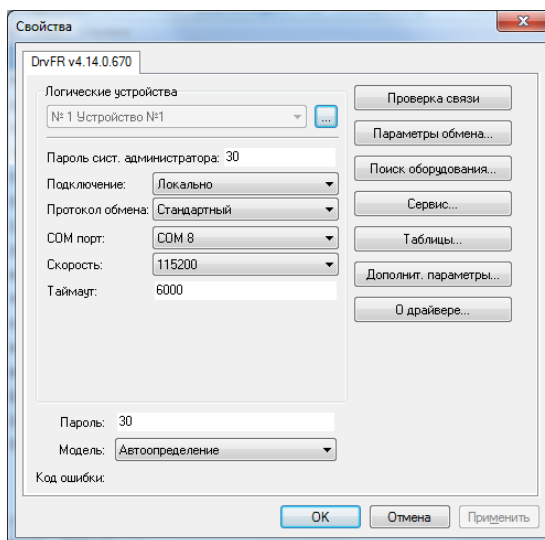 Свойства
DrvFR v4.14.0.670
Логические устройства
№ 1 Устройство №1
...
Пароль сист. администратора: 30
Подключение: Локально
Протокол обмена: Стандартный
COM порт: COM 8
Скорость: 115200
Таймаут: 6000
Проверка связи
Параметры обмена...
Поиск оборудования...
Сервис...
Таблицы...
Дополнит. параметры...
О драйвере...
Пароль: 30
Модель: Автоопределение
Код ошибки:
OK Отмена Применить